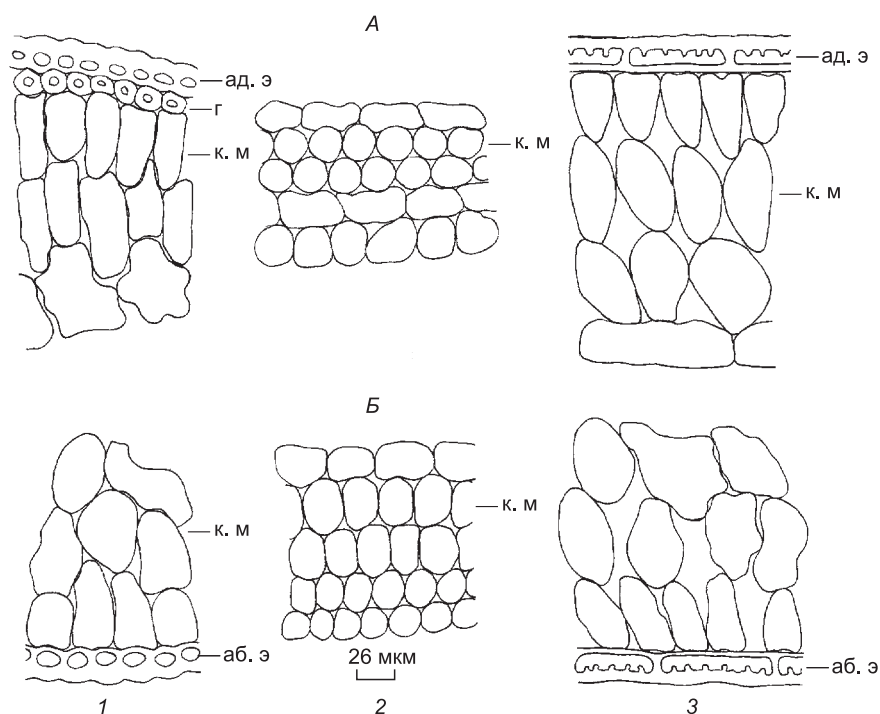 А
ад. э
г
к. м
к. м
ад. э
к. м
Б
к. м
аб. э
к. м
26 мкм
аб. э
1
2
3